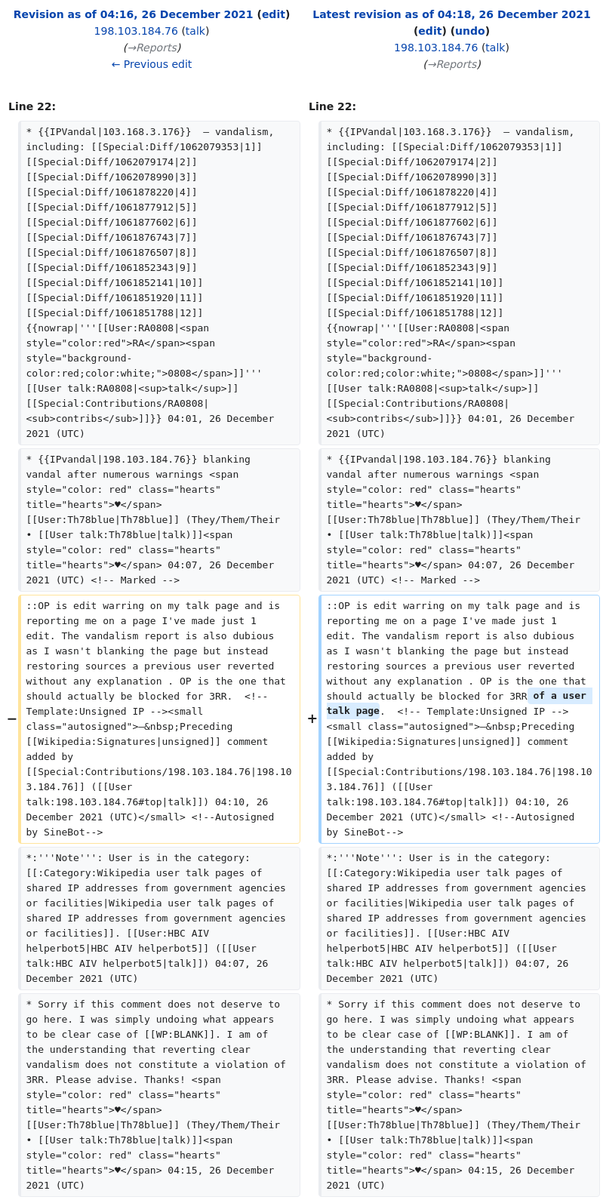 Revision as of 04:16, 26 December 2021 (edit)
198.103.184.76 (talk)
(→Reports)
← Previous edit
Latest revision as of 04:18, 26 December 2021
(edit) (undo)
198.103.184.76 (talk)
(→Reports)
Line 22:
* {{IPVandal|103.168.3.176}}  – vandalism,
including: [[Special:Diff/1062079353|1]]
[[Special:Diff/1062079174|2]]
[[Special:Diff/1062078990|3]]
[[Special:Diff/1061878220|4]]
[[Special:Diff/1061877912|5]]
[[Special:Diff/1061877602|6]]
[[Special:Diff/1061876743|7]]
[[Special:Diff/1061876507|8]]
[[Special:Diff/1061852343|9]]
[[Special:Diff/1061852141|10]]
[[Special:Diff/1061851920|11]]
[[Special:Diff/1061851788|12]]
{{nowrap|'''[[User:RA0808|<span
style="color:red">RA</span><span
style="background-
color:red;color:white;">0808</span>]]'''
[[User talk:RA0808|<sup>talk</sup>]]
[[Special:Contributions/RA0808|
<sub>contribs</sub>]]}} 04:01, 26 December
2021 (UTC)
* {{IPvandal|198.103.184.76}} blanking
vandal after numerous warnings <span
style="color: red" class="hearts"
title="hearts">♥</span>
[[User:Th78blue|Th78blue]] (They/Them/Their
• [[User talk:Th78blue|talk)]]<span
style="color: red" class="hearts"
title="hearts">♥</span> 04:07, 26 December
2021 (UTC) <!-- Marked -->
−
::OP is edit warring on my talk page and is
reporting me on a page I've made just 1
edit. The vandalism report is also dubious
as I wasn't blanking the page but instead
restoring sources a previous user reverted
without any explanation . OP is the one that
should actually be blocked for 3RR.  <!--
Template:Unsigned IP --><small
class="autosigned">—&nbsp;Preceding
[[Wikipedia:Signatures|unsigned]] comment
added by
[[Special:Contributions/198.103.184.76|198.10
3.184.76]] ([[User
talk:198.103.184.76#top|talk]]) 04:10, 26
December 2021 (UTC)</small> <!--Autosigned
by SineBot-->
*:'''Note''': User is in the category:
[[:Category:Wikipedia user talk pages of
shared IP addresses from government agencies
or facilities|Wikipedia user talk pages of
shared IP addresses from government agencies
or facilities]]. [[User:HBC AIV
helperbot5|HBC AIV helperbot5]] ([[User
talk:HBC AIV helperbot5|talk]]) 04:07, 26
December 2021 (UTC)
* Sorry if this comment does not deserve to
go here. I was simply undoing what appears
to be clear case of [[WP:BLANK]]. I am of
the understanding that reverting clear
vandalism does not constitute a violation of
3RR. Please advise. Thanks! <span
style="color: red" class="hearts"
title="hearts">♥</span>
[[User:Th78blue|Th78blue]] (They/Them/Their
• [[User talk:Th78blue|talk)]]<span
style="color: red" class="hearts"
title="hearts">♥</span> 04:15, 26 December
2021 (UTC)
Line 22:
* {{IPVandal|103.168.3.176}}  – vandalism,
including: [[Special:Diff/1062079353|1]]
[[Special:Diff/1062079174|2]]
[[Special:Diff/1062078990|3]]
[[Special:Diff/1061878220|4]]
[[Special:Diff/1061877912|5]]
[[Special:Diff/1061877602|6]]
[[Special:Diff/1061876743|7]]
[[Special:Diff/1061876507|8]]
[[Special:Diff/1061852343|9]]
[[Special:Diff/1061852141|10]]
[[Special:Diff/1061851920|11]]
[[Special:Diff/1061851788|12]]
{{nowrap|'''[[User:RA0808|<span
style="color:red">RA</span><span
style="background-
color:red;color:white;">0808</span>]]'''
[[User talk:RA0808|<sup>talk</sup>]]
[[Special:Contributions/RA0808|
<sub>contribs</sub>]]}} 04:01, 26 December
2021 (UTC)
* {{IPvandal|198.103.184.76}} blanking
vandal after numerous warnings <span
style="color: red" class="hearts"
title="hearts">♥</span>
[[User:Th78blue|Th78blue]] (They/Them/Their
• [[User talk:Th78blue|talk)]]<span
style="color: red" class="hearts"
title="hearts">♥</span> 04:07, 26 December
2021 (UTC) <!-- Marked -->
+
::OP is edit warring on my talk page and is
reporting me on a page I've made just 1
edit. The vandalism report is also dubious
as I wasn't blanking the page but instead
restoring sources a previous user reverted
without any explanation . OP is the one that
should actually be blocked for 3RR of a user
talk page.  <!-- Template:Unsigned IP -->
<small class="autosigned">—&nbsp;Preceding
[[Wikipedia:Signatures|unsigned]] comment
added by
[[Special:Contributions/198.103.184.76|198.10
3.184.76]] ([[User
talk:198.103.184.76#top|talk]]) 04:10, 26
December 2021 (UTC)</small> <!--Autosigned
by SineBot-->
*:'''Note''': User is in the category:
[[:Category:Wikipedia user talk pages of
shared IP addresses from government agencies
or facilities|Wikipedia user talk pages of
shared IP addresses from government agencies
or facilities]]. [[User:HBC AIV
helperbot5|HBC AIV helperbot5]] ([[User
talk:HBC AIV helperbot5|talk]]) 04:07, 26
December 2021 (UTC)
* Sorry if this comment does not deserve to
go here. I was simply undoing what appears
to be clear case of [[WP:BLANK]]. I am of
the understanding that reverting clear
vandalism does not constitute a violation of
3RR. Please advise. Thanks! <span
style="color: red" class="hearts"
title="hearts">♥</span>
[[User:Th78blue|Th78blue]] (They/Them/Their
• [[User talk:Th78blue|talk)]]<span
style="color: red" class="hearts"
title="hearts">♥</span> 04:15, 26 December
2021 (UTC)